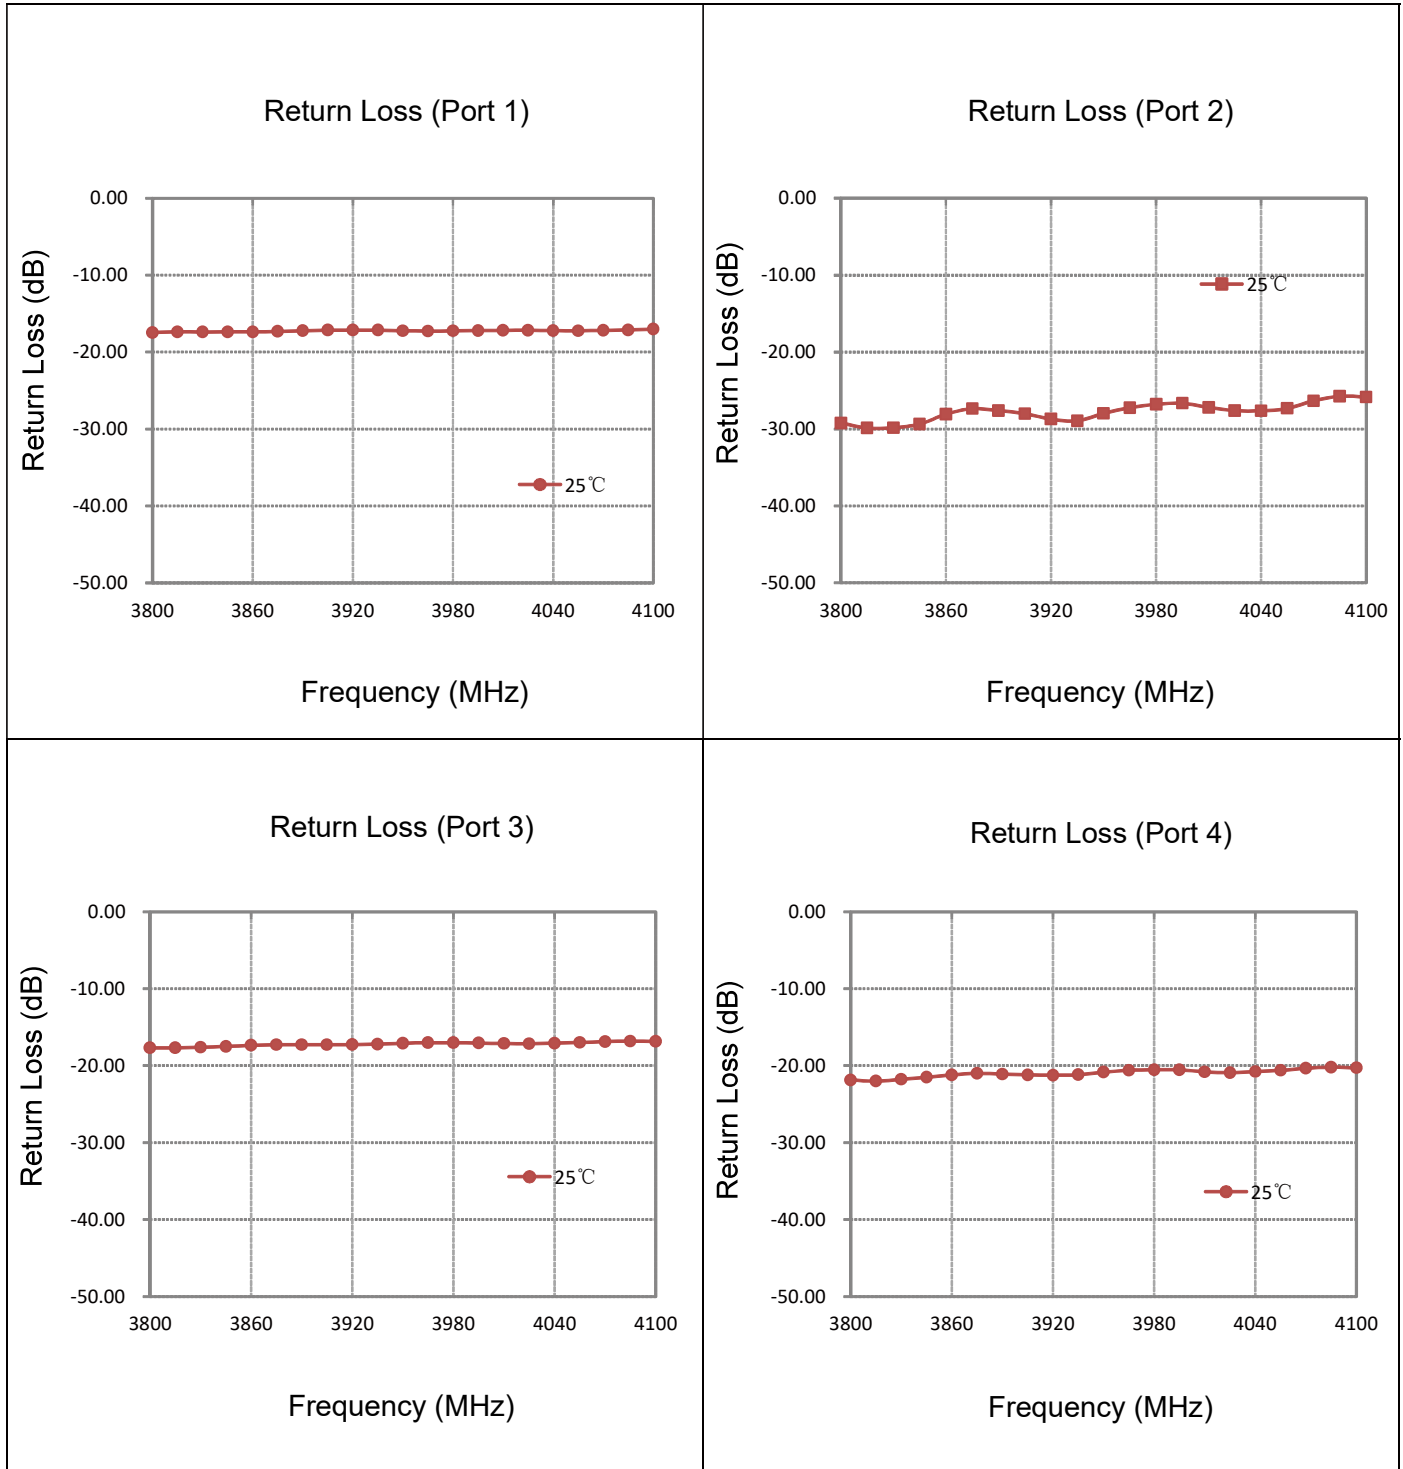 Return Loss (Port 1)
Return Loss (dB)
0.00
-10.00
-20.00
-30.00
-40.00
-50.00
25℃
3800 3860 3920 3980 4040 4100
Frequency (MHz)
Return Loss (Port 2)
Return Loss (dB)
0.00
-10.00
-20.00
-30.00
-40.00
-50.00
25℃
3800 3860 3920 3980 4040 4100
Frequency (MHz)
Return Loss (Port 3)
Return Loss (dB)
0.00
-10.00
-20.00
-30.00
-40.00
-50.00
25℃
3800 3860 3920 3980 4040 4100
Frequency (MHz)
Return Loss (Port 4)
Return Loss (dB)
0.00
-10.00
-20.00
-30.00
-40.00
-50.00
25℃
3800 3860 3920 3980 4040 4100
Frequency (MHz)